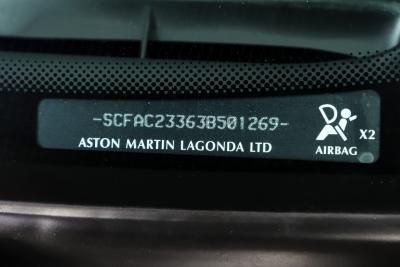 -SCFAC23363B501269-
X2
ASTON MARTIN LAGONDA LTD
AIRBAG